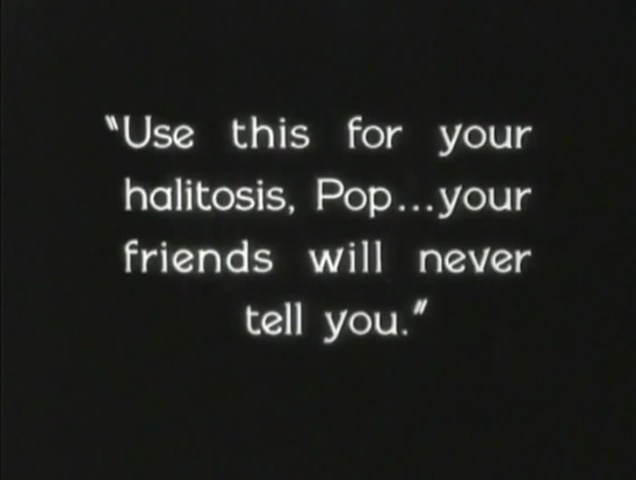 "Use this for your
halitosis, Pop...your
friends will never
tell you."